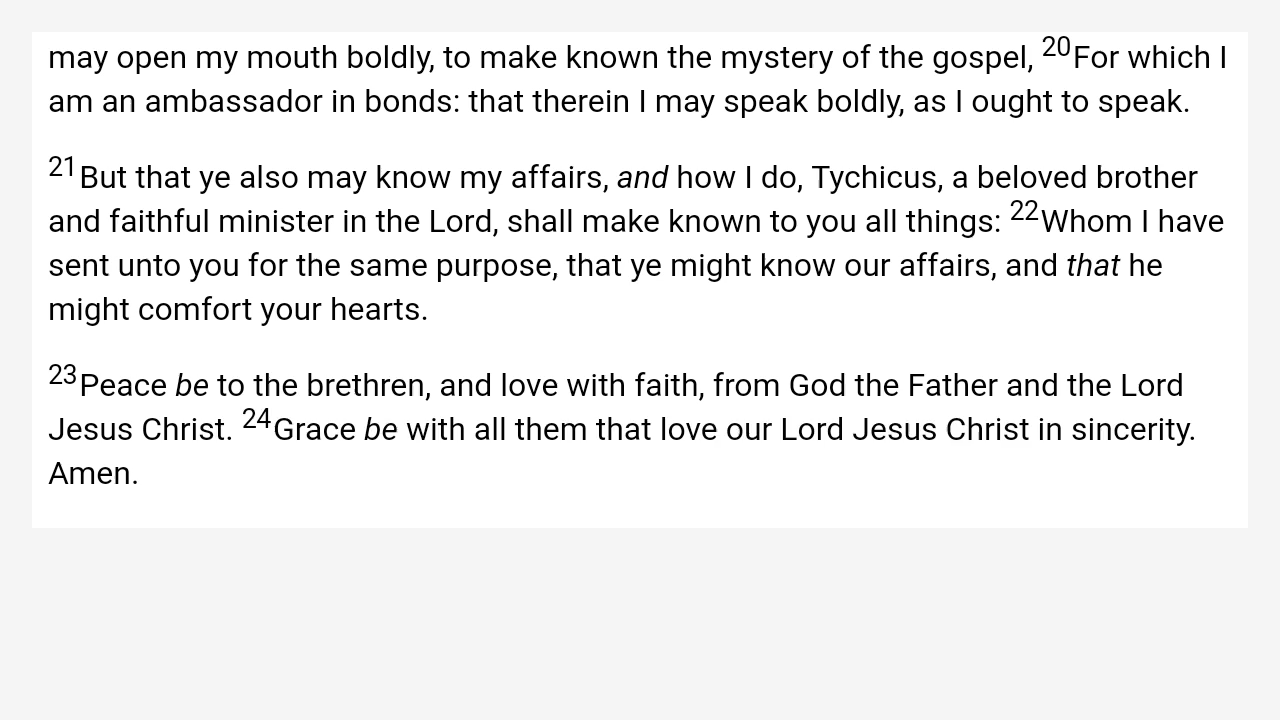 may open my mouth boldly, to make known the mystery of the gospel, 20For which I
am an ambassador in bonds: that therein I may speak boldly, as I ought to speak.
21But that ye also may know my affairs, and how I do, Tychicus, a beloved brother
and faithful minister in the Lord, shall make known to you all things: 22Whom I have
sent unto you for the same purpose, that ye might know our affairs, and that he
might comfort your hearts.
23Peace be to the brethren, and love with faith, from God the Father and the Lord
Jesus Christ. 24Grace be with all them that love our Lord Jesus Christ in sincerity.
Amen.